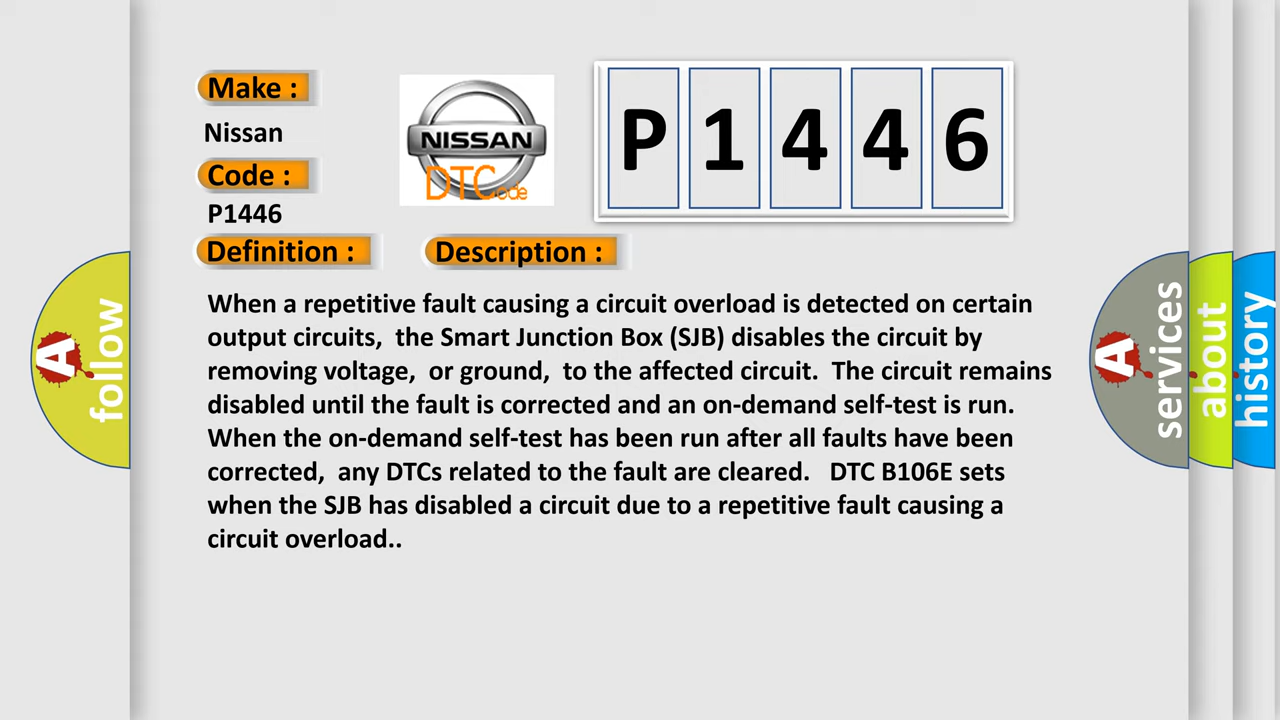 Make :
Nissan
Code :
P1446
NISSAN
DTCode
P1446
Definition :
Description :
When a repetitive fault causing a circuit overload is detected on certain
output circuits,  the Smart Junction Box (SJB) disables the circuit by
removing voltage,  or ground,  to the affected circuit  The circuit remains
disabled until the fault is corrected and an on-demand self-test is run.
When the on-demand self-test has been run after all faults have been
corrected,  any DTCs related to the fault are cleared.   DTC B106E sets
when the SJB has disabled a circuit due to a repetitive fault causing a
circuit overload..
A
follow
A
services
about
history